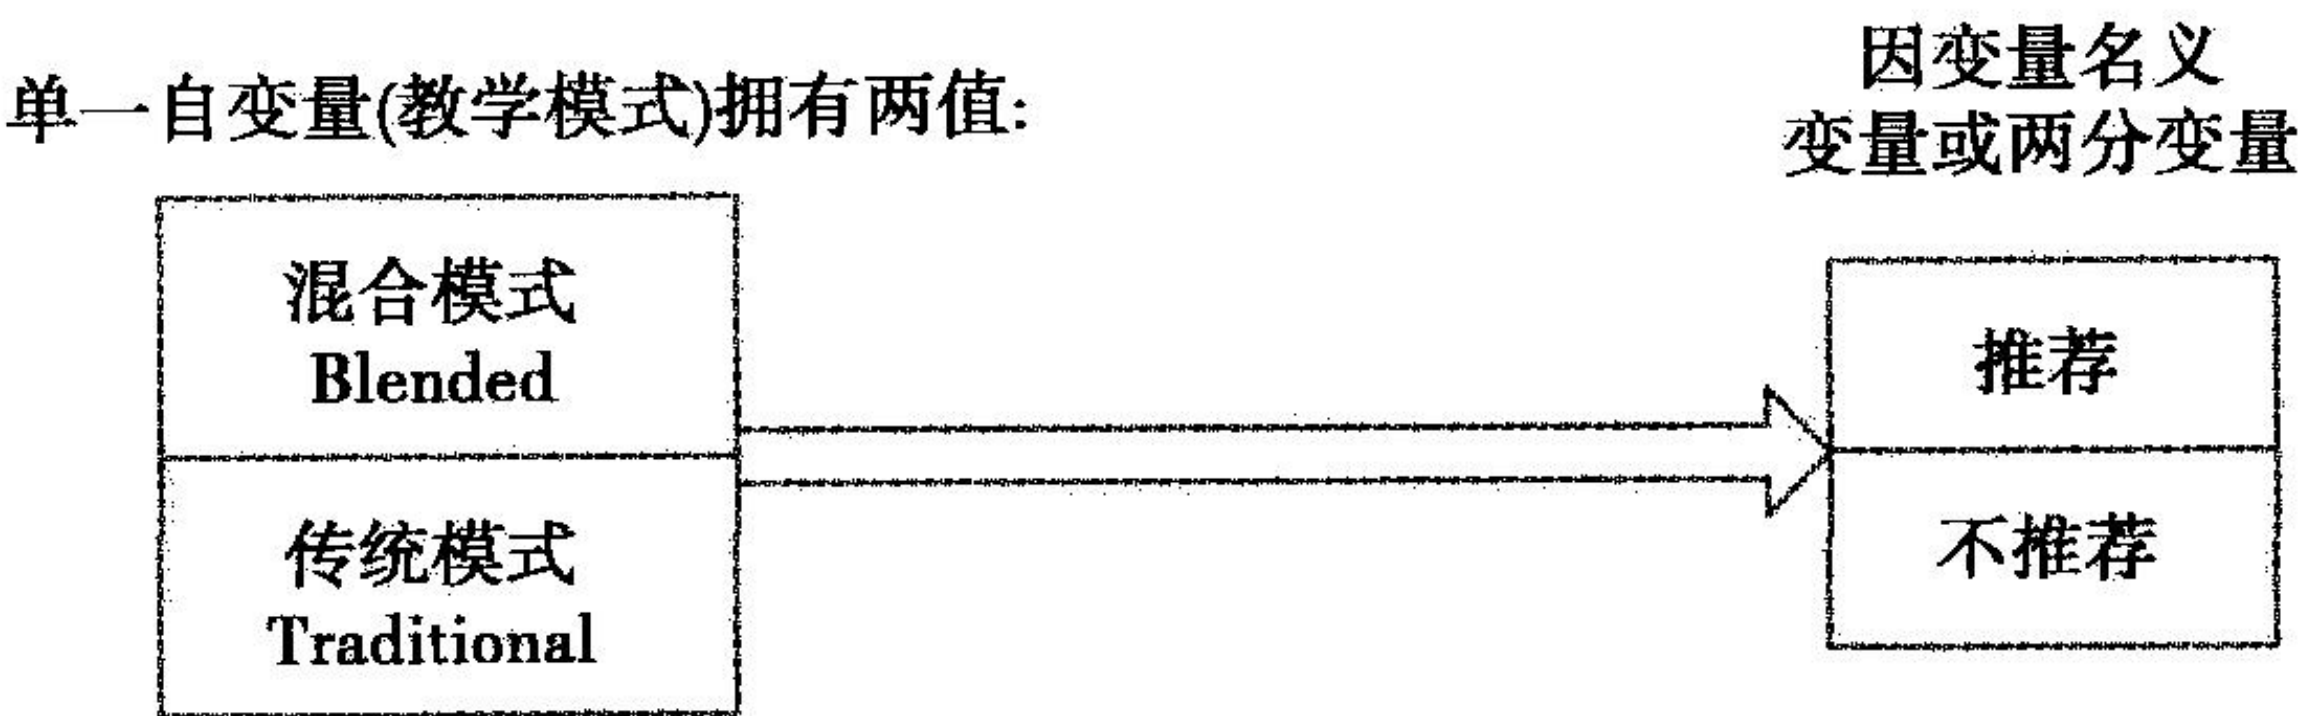 单一自变量(教学模式)拥有两值:
因变量名义
变量或两分变量
混合模式
Blended
传统模式
Traditional
推荐
不推荐